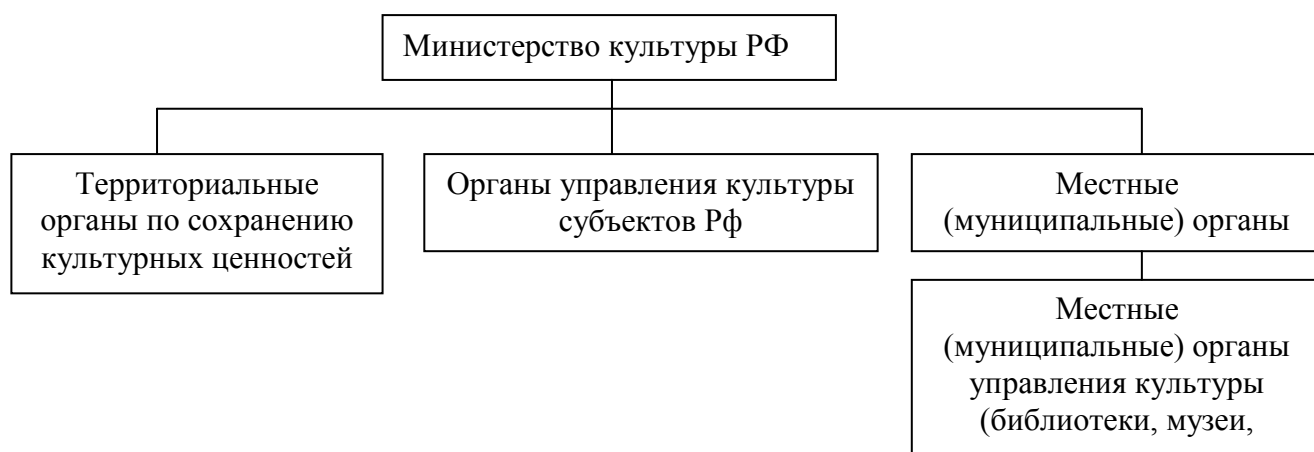 Министерство культуры РФ
Территориальные
органы по сохранению
культурных ценностей
Органы управления культуры
субъектов Рф
Местные
(муниципальные) органы
Местные
(муниципальные) органы
управления культуры
(библиотеки, музеи,